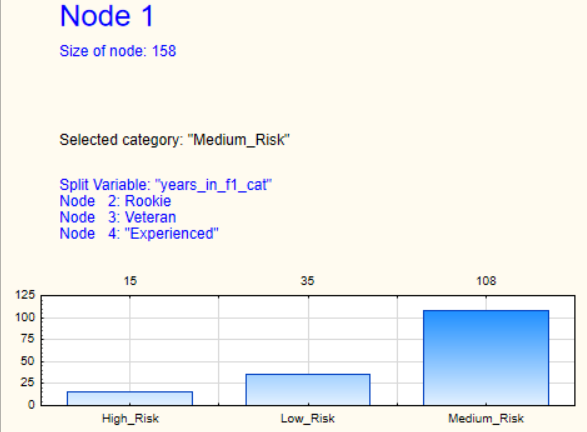 Node 1
Size of node: 158
Selected category: "Medium_Risk"
Split Variable: "years_in_f1_cat"
Node 2: Rookie
Node 3: Veteran
Node 4: "Experienced"
15 35 108
125
100
75
50
25
0
High_Risk Low_Risk Medium_Risk